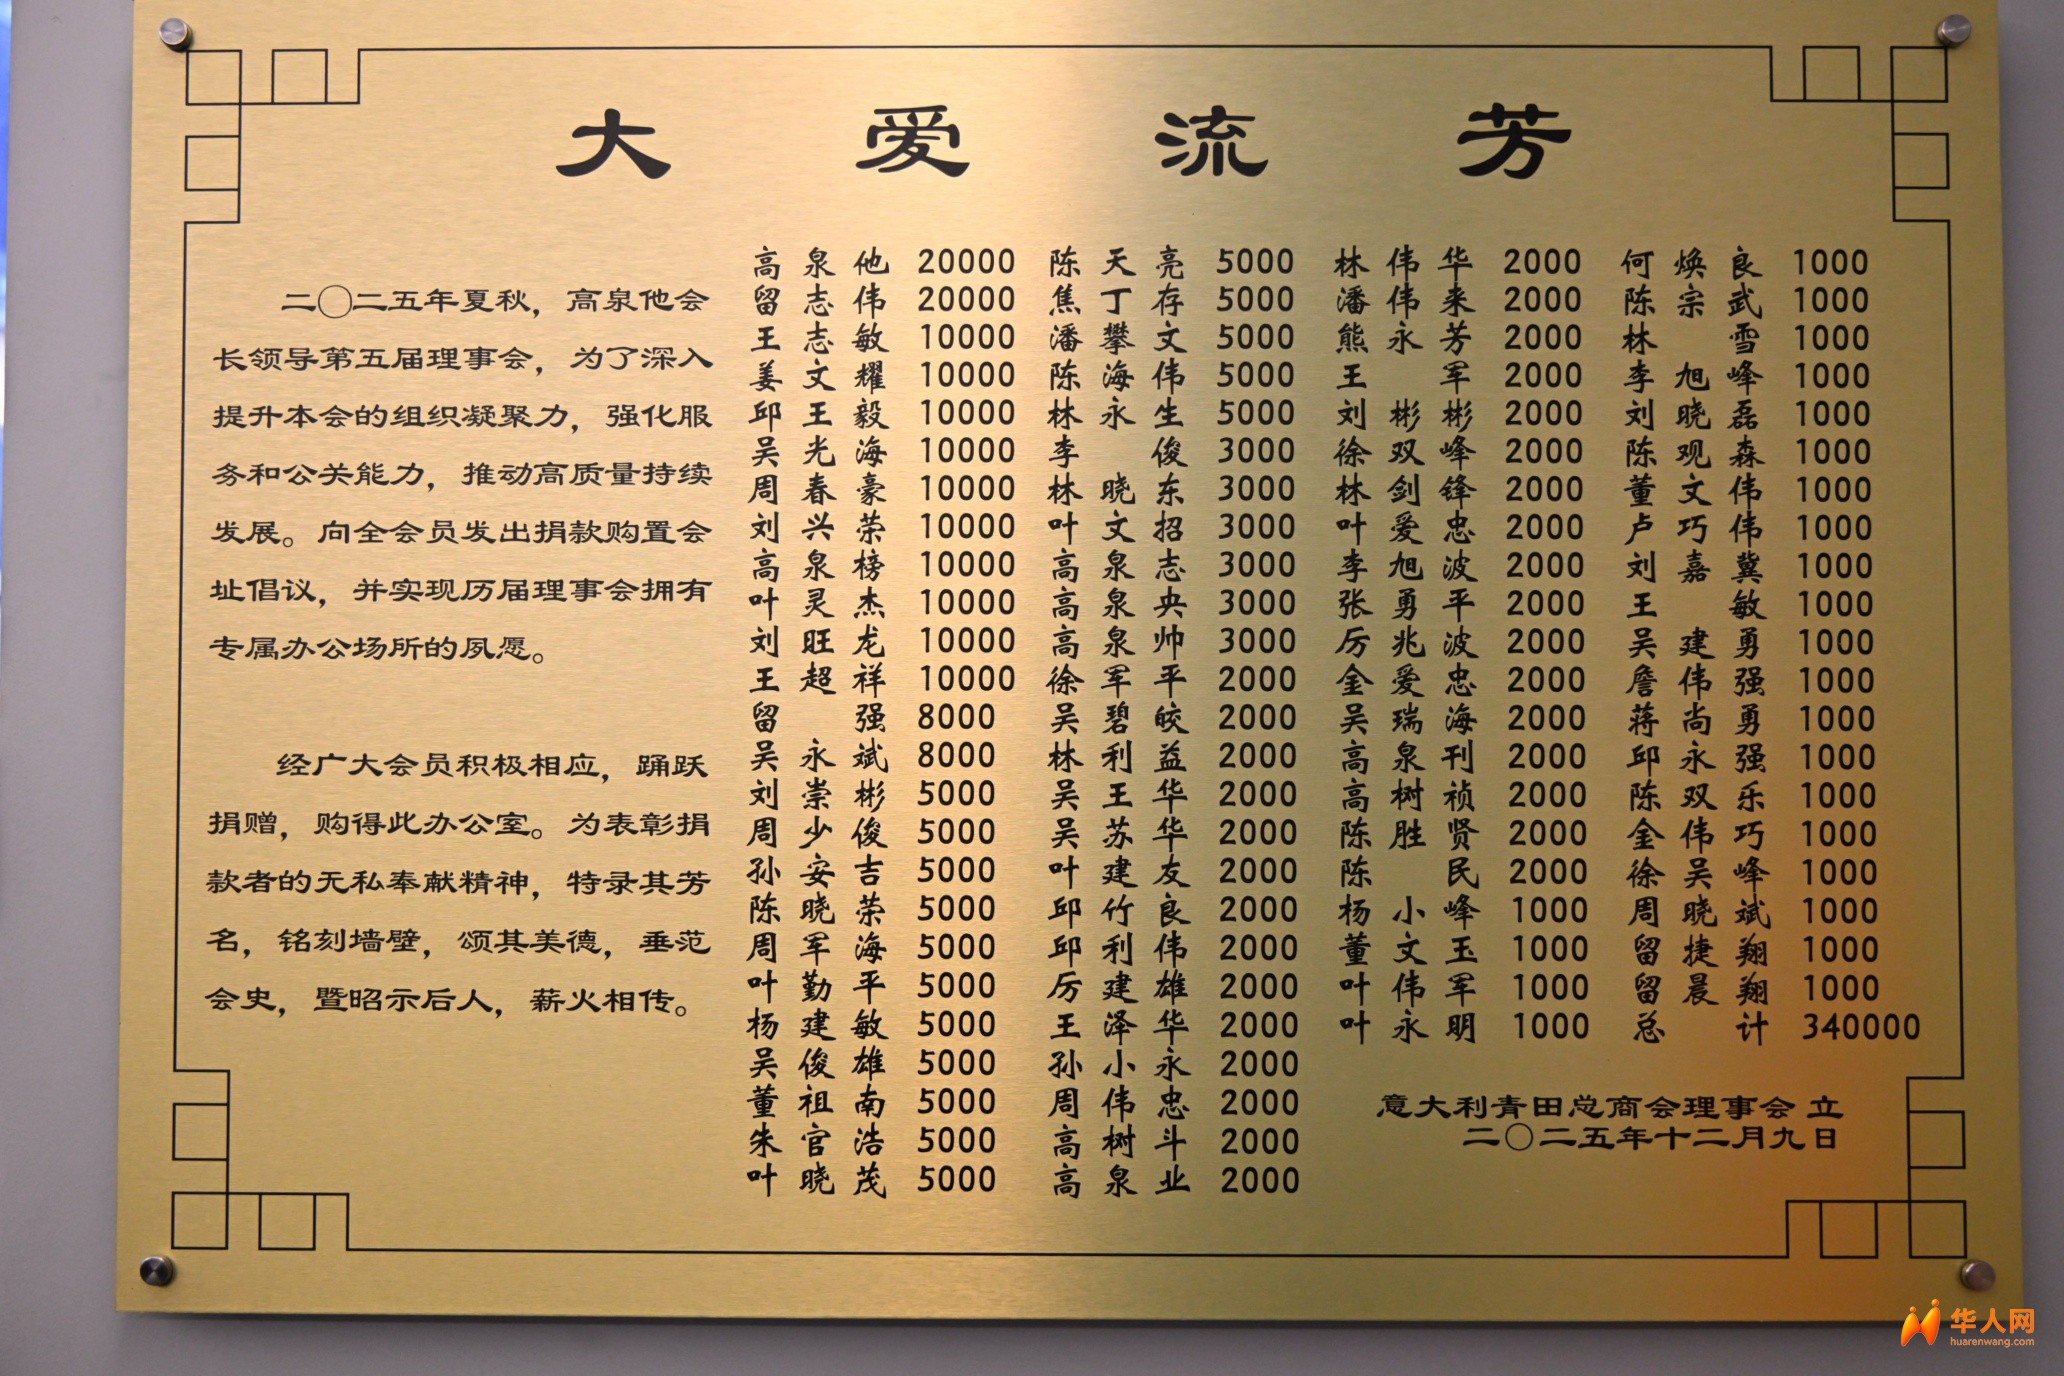 大爱流芳
二〇二五年夏秋，高泉他会
长领导第五届理事会，为了深入
提升本会的组织凝聚力，强化服
务和公关能力，推动高质量持续
发展。向全会员发出捐款购置会
址倡议，并实现历届理事会拥有
专属办公场所的夙愿。
经广大会员积极相应，踊跃
捐赠，购得此办公室。为表彰捐
款者的无私奉献精神，特录其芳
名，铭刻墙壁，颂其美德，垂范
会史，暨昭示后人，薪火相传。
高泉他 20000
留志伟 20000
王志敏 10000
姜文耀 10000
邱王毅 10000
吴光海 10000
周春豪 10000
刘兴荣 10000
高泉榜 10000
叶灵杰 10000
刘旺龙 10000
王超祥 10000
留强 8000
吴永斌 8000
刘崇彬 5000
周少俊 5000
孙安吉 5000
陈晓荣 5000
周军海 5000
叶勤平 5000
杨建敏 5000
吴俊雄 5000
董祖南 5000
朱官浩 5000
叶晓茂 5000
陈天亮 5000
焦丁存 5000
潘攀文 5000
陈海伟 5000
林永生 5000
李俊 3000
林晓东 3000
叶文招 3000
高泉志 3000
高泉央 3000
高泉帅 3000
徐军平 2000
吴碧皎 2000
林利益 2000
吴王华 2000
吴苏华 2000
叶建友 2000
邱竹良 2000
邱利伟 2000
厉建雄 2000
王泽华 2000
孙小永 2000
周伟忠 2000
高树斗 2000
高泉业 2000
林伟华 2000
潘伟来 2000
熊永芳 2000
王军 2000
刘彬彬 2000
徐双峰 2000
林剑锋 2000
叶爱忠 2000
李旭波 2000
张勇平 2000
厉兆波 2000
金爱忠 2000
吴瑞海 2000
高泉刊 2000
高树祯 2000
陈胜贤 2000
陈民 2000
杨小峰 1000
董文玉 1000
叶伟军 1000
叶永明 1000
何焕良 1000
陈宗武 1000
林雪 1000
李旭峰 1000
刘晓磊 1000
陈观森 1000
董文伟 1000
卢巧伟 1000
刘嘉冀 1000
王敏 1000
吴建勇 1000
詹伟强 1000
蒋尚勇 1000
邱永强 1000
陈双乐 1000
金伟巧 1000
徐吴峰 1000
周晓斌 1000
留捷翔 1000
留晨翔 1000
总计 340000
意大利青田总商会理事会 立
二〇二五年十二月九日
华人网
huarenwang.com